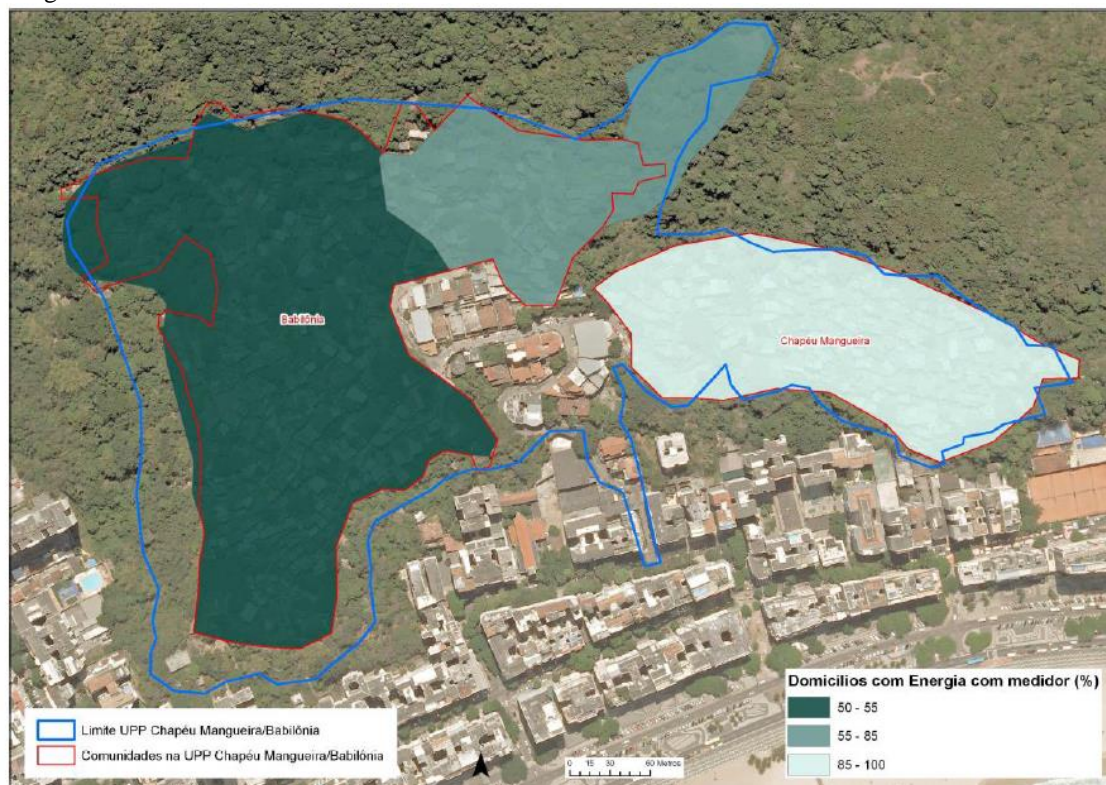 Babilônia
Chapéu Mangueira
Limite UPP Chapéu Mangueira/Babilônia
Comunidades na UPP Chapéu Mangueira/Babilônia
0 15 30 60 Metros
Domicílios com Energia com medidor (%)
50 - 55
55 - 85
85 - 100